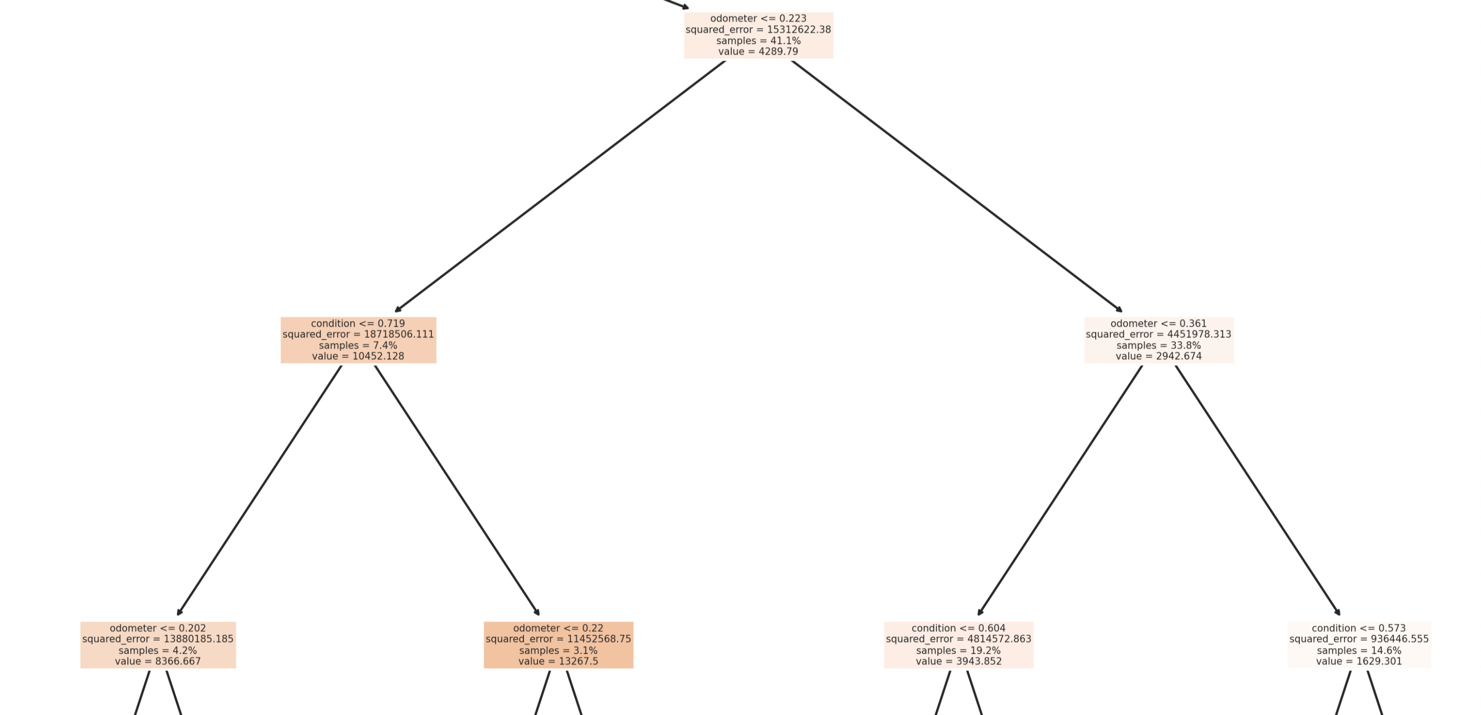 odometer <= 0.223
squared_error = 15312622.38
samples = 41.1%
value = 4289.79
condition <= 0.719
squared_error = 18718506.111
samples = 7.4%
value = 10452.128
odometer <= 0.361
squared_error = 4451978.313
samples = 33.8%
value = 2942.674
odometer <= 0.202
squared_error = 13880185.185
samples = 4.2%
value = 8366.667
odometer <= 0.22
squared_error = 11452568.75
samples = 3.1%
value = 13267.5
condition <= 0.604
squared_error = 4814572.863
samples = 19.2%
value = 3943.852
condition <= 0.573
squared_error = 936446.555
samples = 14.6%
value = 1629.301